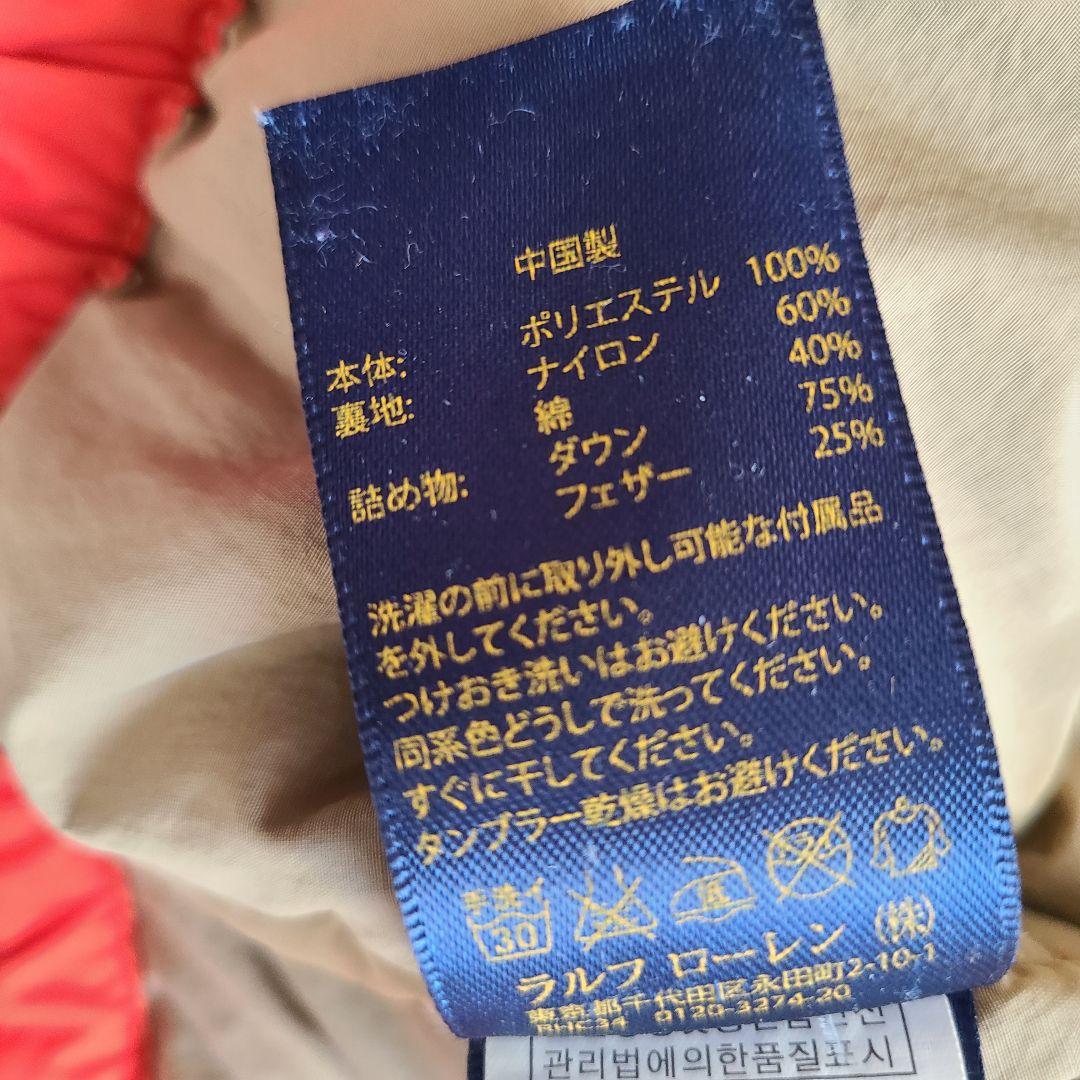 中国製
本体: ポリエステル 100%
裏地: ナイロン 60%
綿 40%
詰め物: ダウン 75%
フェザー 25%
洗濯の前に取り外し可能な付属品
を外してください。
つけおき洗いはお避けください。
同系色どうしで洗ってください。
すぐに干してください。
タンブラー乾燥はお避けください。
手洗イ
30
ラルフ ローレン (株)
東京都千代田区永田町2-10-1
BHC34 0120-3274-20
관리법에의한품질표시